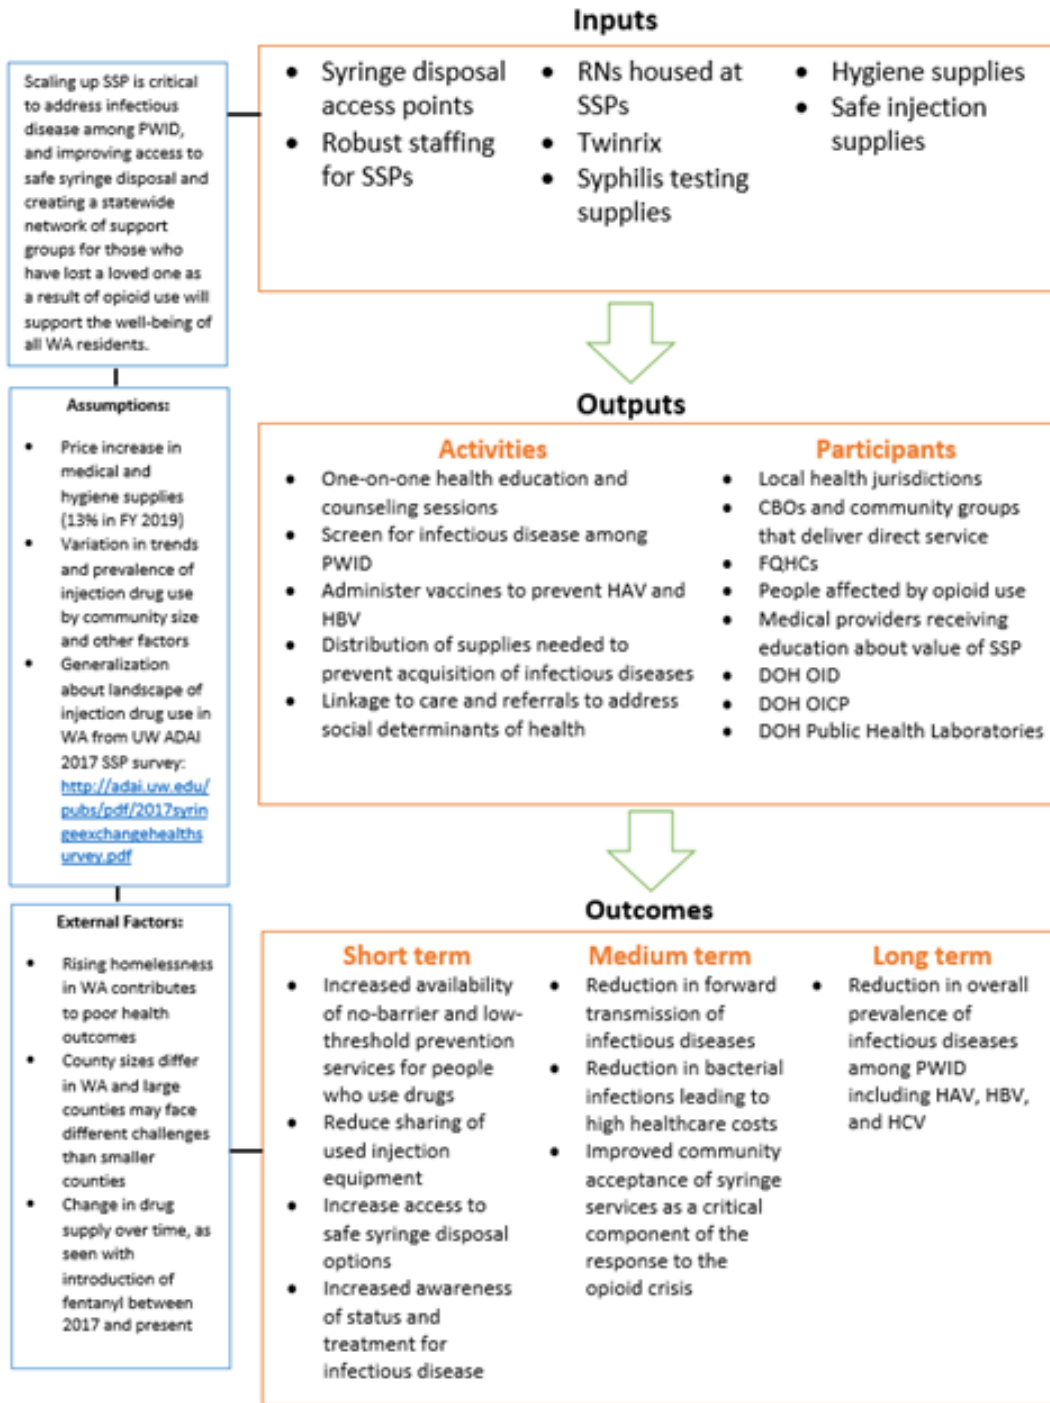 Inputs
Scaling up SSP is critical
to address infectious
disease among PWID,
and improving access to
safe syringe disposal and
creating a statewide
network of support
groups for those who
have lost a loved one as
a result of opioid use will
support the well-being of
all WA residents.
• Syringe disposal
access points
• Robust staffing
for SSPs
• RNs housed at
SSPs
• Twinrix
• Syphilis testing
supplies
• Hygiene supplies
• Safe injection
supplies
Assumptions:
• Price increase in
medical and
hygiene supplies
(13% in FY 2019)
• Variation in trends
and prevalence of
injection drug use
by community size
and other factors
• Generalization
about landscape of
injection drug use in
WA from UW ADAI
2017 SSP survey:
http://adai.uw.edu/
pubs/pdf/2017syrin
geexchangehealths
urvey.pdf
Outputs
Activities
• One-on-one health education and
counseling sessions
• Screen for infectious disease among
PWID
• Administer vaccines to prevent HAV and
HBV
• Distribution of supplies needed to
prevent acquisition of infectious diseases
• Linkage to care and referrals to address
social determinants of health
Participants
• Local health jurisdictions
• CBOs and community groups
that deliver direct service
• FQHCs
• People affected by opioid use
• Medical providers receiving
education about value of SSP
• DOH OID
• DOH OICP
• DOH Public Health Laboratories
External Factors:
• Rising homelessness
in WA contributes
to poor health
outcomes
• County sizes differ
in WA and large
counties may face
different challenges
than smaller
counties
• Change in drug
supply over time, as
seen with
introduction of
fentanyl between
2017 and present
Outcomes
Short term
• Increased availability
of no-barrier and low-
threshold prevention
services for people
who use drugs
• Reduce sharing of
used injection
equipment
• Increase access to
safe syringe disposal
options
• Increased awareness
of status and
treatment for
infectious disease
Medium term
• Reduction in forward
transmission of
infectious diseases
• Reduction in bacterial
infections leading to
high healthcare costs
• Improved community
acceptance of syringe
services as a critical
component of the
response to the
opioid crisis
Long term
• Reduction in overall
prevalence of
infectious diseases
among PWID
including HAV, HBV,
and HCV